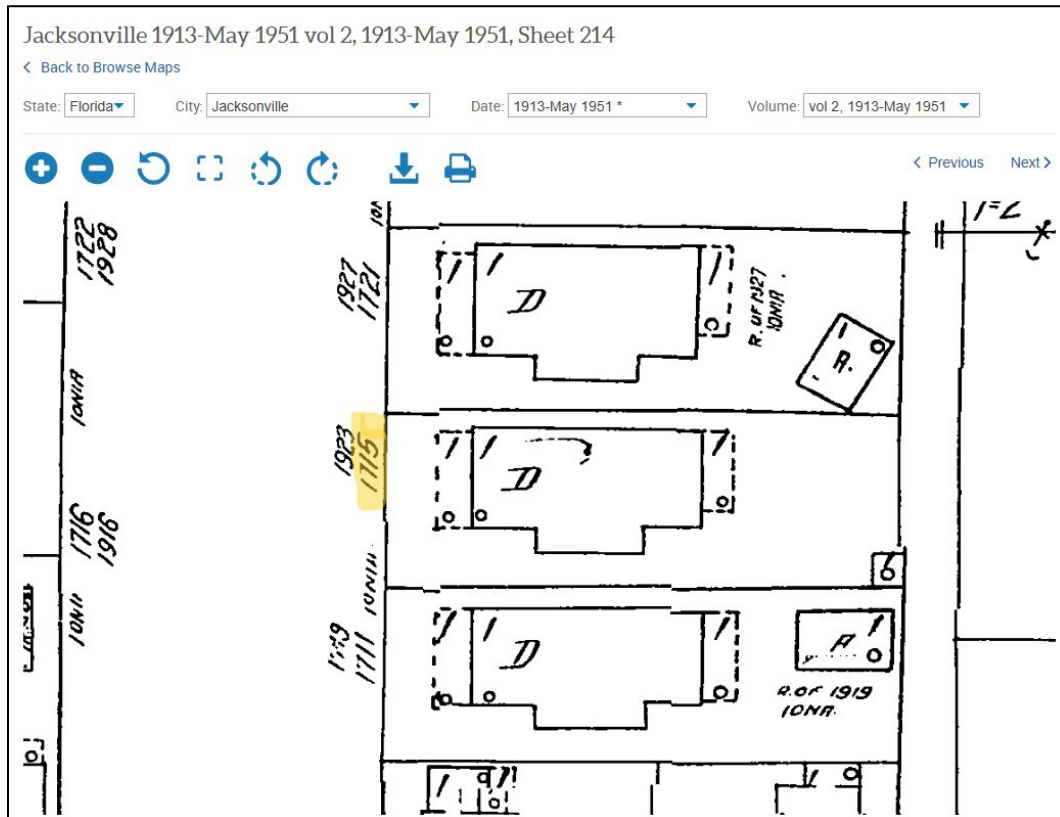 Jacksonville 1913-May 1951 vol 2, 1913-May 1951, Sheet 214
< Back to Browse Maps
State: Florida City: Jacksonville Date: 1913-May 1951 * Volume: vol 2, 1913-May 1951
< Previous Next >
1722
1928
1927
1721
D
R. OF 1927
IONIA.
R.
IONIA
1923
1715
D
1716
1916
IONIA
1711
D
A
R. OF 1919